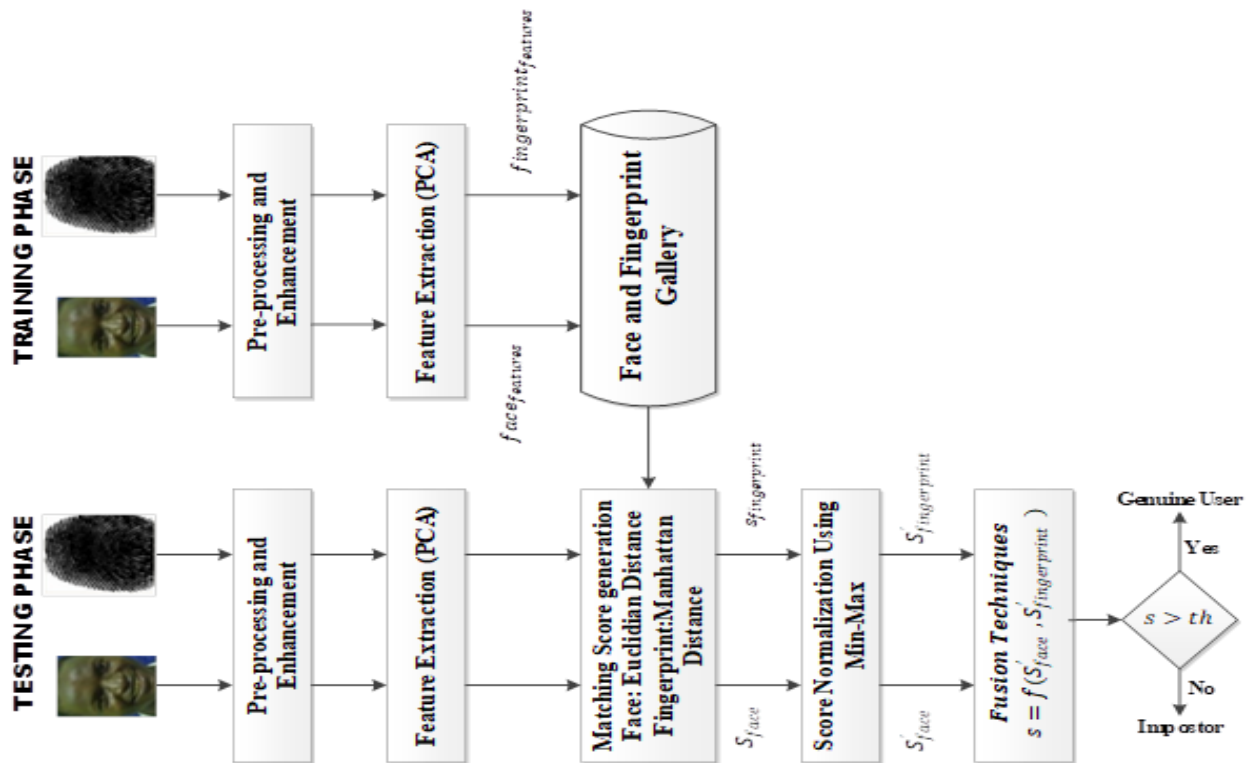 TRAINING PHASE
Pre-processing and
Enhancement
Feature Extraction (PCA)
face_features
fingerprint_features
Face and Fingerprint
Gallery
TESTING PHASE
Pre-processing and
Enhancement
Feature Extraction (PCA)
Matching Score generation
Face: Euclidian Distance
Fingerprint:Manhattan
Distance
S_face
s_fingerprint
Score Normalization Using
Min-Max
S'_face
S'_fingerprint
Fusion Techniques
s = f(S'_face , S'_fingerprint )
s > th
Yes
Genuine User
No
Impostor